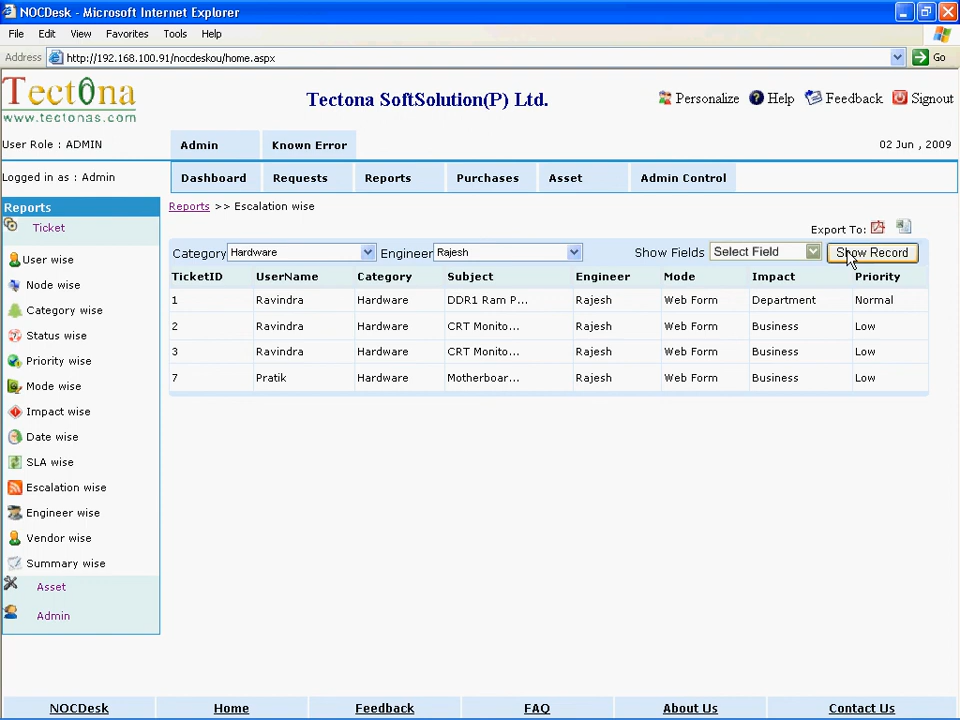 NOCDesk - Microsoft Internet Explorer
File Edit View Favorites Tools Help
Address http://192.168.100.91/nocdeskou/home.aspx Go
Tectona
www.tectonas.com
Tectona SoftSolution(P) Ltd.
Personalize Help Feedback Signout
User Role : ADMIN
Admin Known Error
02 Jun , 2009
Logged in as : Admin
Dashboard Requests Reports Purchases Asset Admin Control
Reports
Ticket
User wise
Node wise
Category wise
Status wise
Priority wise
Mode wise
Impact wise
Date wise
SLA wise
Escalation wise
Engineer wise
Vendor wise
Summary wise
Asset
Admin
Reports >> Escalation wise
Export To:
Category Hardware Engineer Rajesh Show Fields Select Field Show Record
TicketID UserName Category Subject Engineer Mode Impact Priority
1 Ravindra Hardware DDR1 Ram P... Rajesh Web Form Department Normal
2 Ravindra Hardware CRT Monito... Rajesh Web Form Business Low
3 Ravindra Hardware CRT Monito... Rajesh Web Form Business Low
7 Pratik Hardware Motherboar... Rajesh Web Form Business Low
NOCDesk Home Feedback FAQ About Us Contact Us